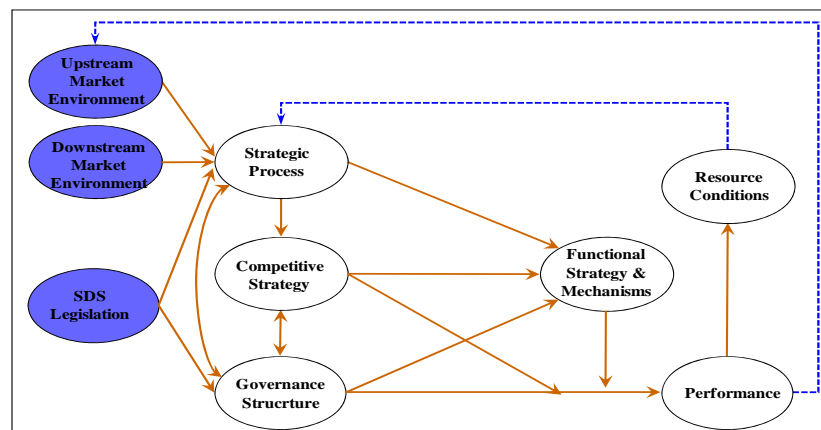 Upstream
Market
Environment
Downstream
Market
Environment
Strategic
Process
Resource
Conditions
SDS
Legislation
Competitive
Strategy
Functional
Strategy &
Mechanisms
Governance
Strucrture
Performance